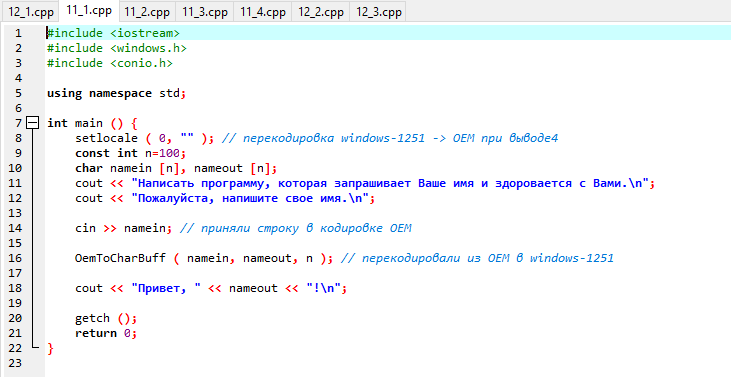 12_1.cpp 11_1.cpp 11_2.cpp 11_3.cpp 11_4.cpp 12_2.cpp 12_3.cpp
1 #include <iostream>
2 #include <windows.h>
3 #include <conio.h>
4
5 using namespace std;
6
7 int main () {
8 setlocale ( 0, "" ); // перекодировка windows-1251 -> OEM при выводе4
9 const int n=100;
10 char namein [n], nameout [n];
11 cout << "Написать программу, которая запрашивает Ваше имя и здоровается с Вами.\n";
12 cout << "Пожалуйста, напишите свое имя.\n";
13
14 cin >> namein; // приняли строку в кодировке OEM
15
16 OemToCharBuff ( namein, nameout, n ); // перекодировали из OEM в windows-1251
17
18 cout << "Привет, " << nameout << "!\n";
19
20 getch ();
21 return 0;
22 }
23